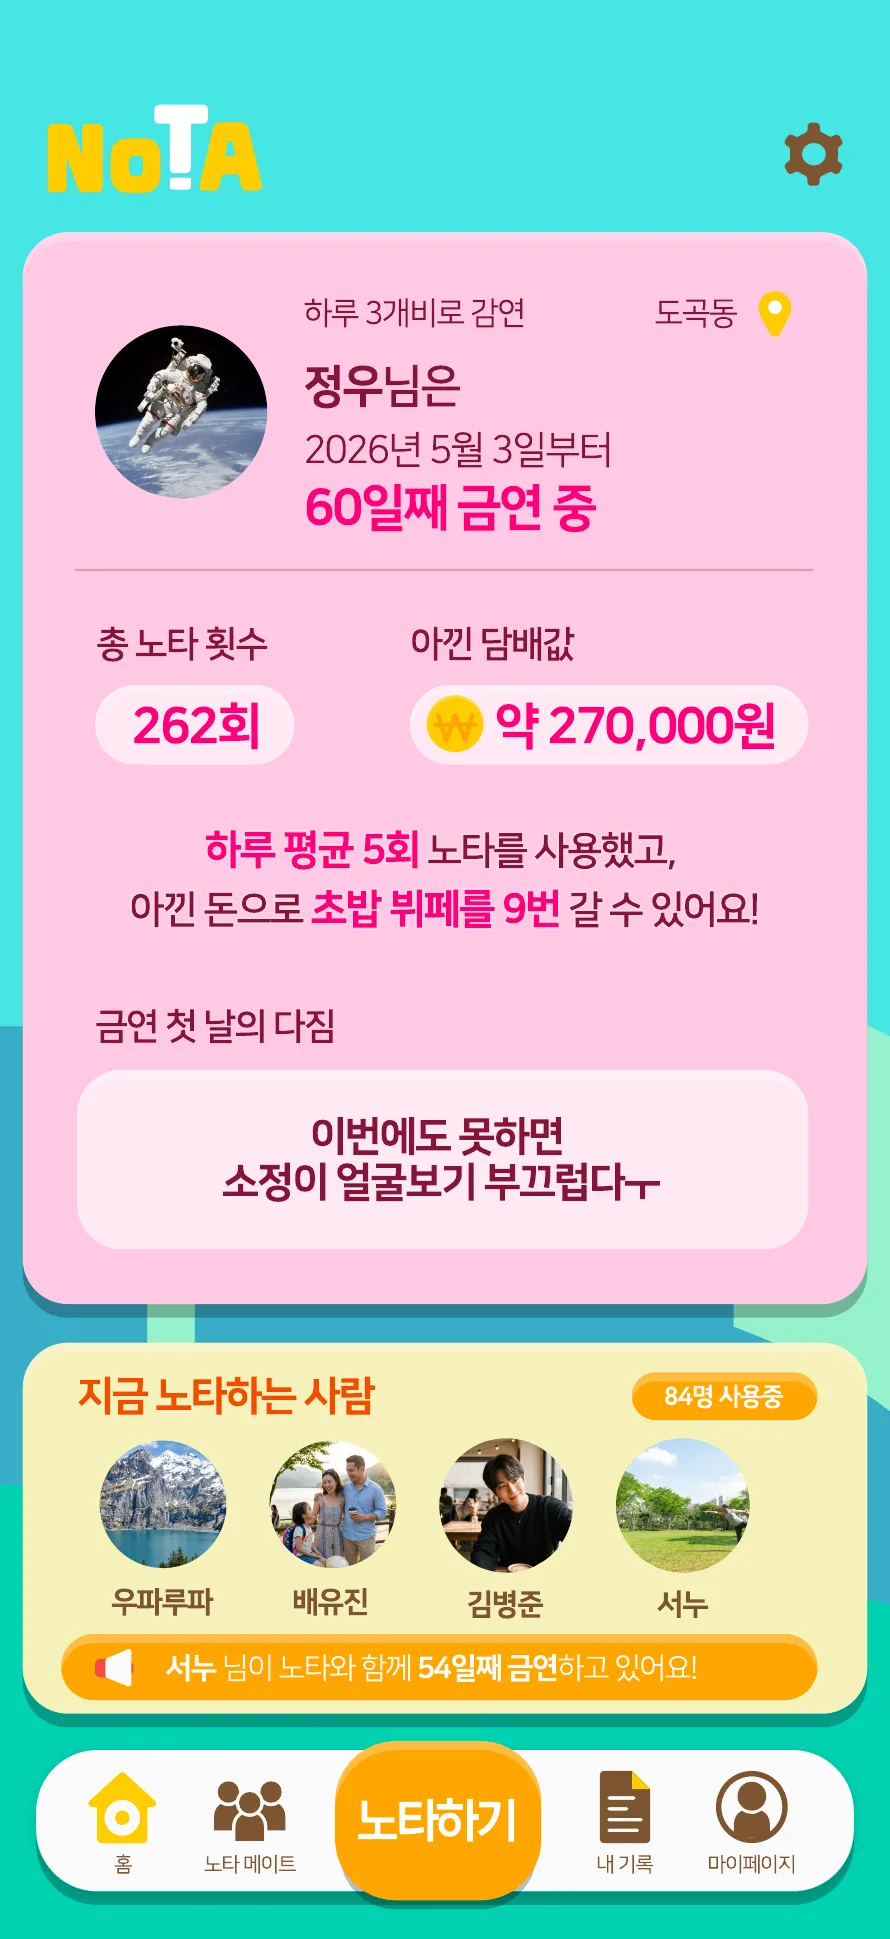 NoTA
하루 3개비로 감연
도곡동
정우님은
2026년 5월 3일부터
60일째 금연 중
총 노타 횟수
아낀 담배값
262회
₩ 약 270,000원
하루 평균 5회 노타를 사용했고,
아낀 돈으로 초밥 뷔페를 9번 갈 수 있어요!
금연 첫 날의 다짐
이번에도 못하면
소정이 얼굴보기 부끄럽다ㅜ
지금 노타하는 사람
84명 사용중
우파루파
배유진
김병준
서누
서누 님이 노타와 함께 54일째 금연하고 있어요!
홈
노타 메이트
노타하기
내 기록
마이페이지